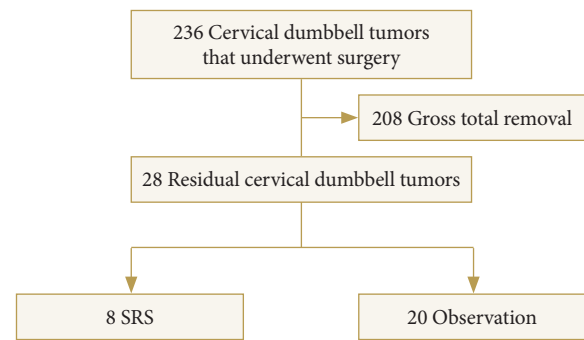 236 Cervical dumbbell tumors
that underwent surgery
208 Gross total removal
28 Residual cervical dumbbell tumors
8 SRS
20 Observation